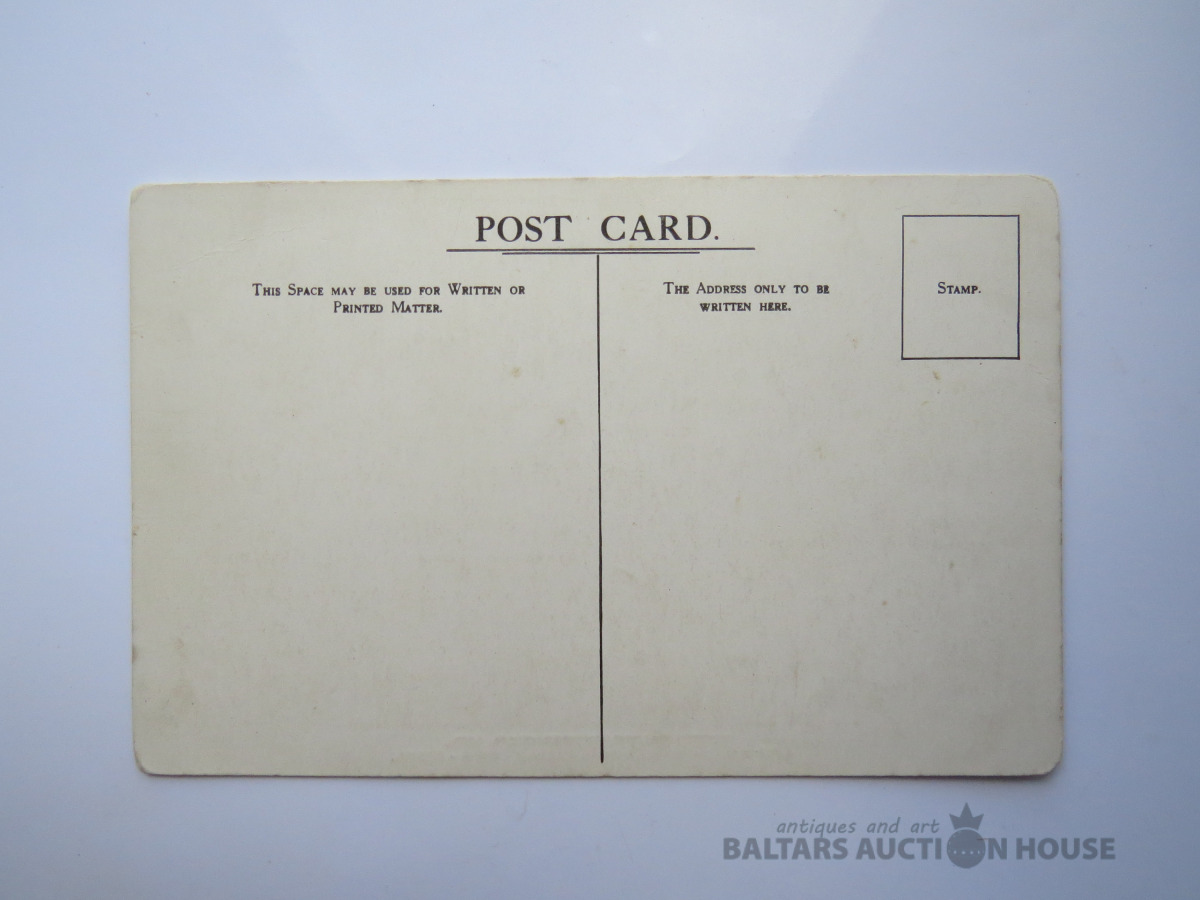 POST CARD.
This Space may be used for Written or
Printed Matter.
The Address only to be
written here.
Stamp.
antiques and art
BALTARS AUCTION HOUSE